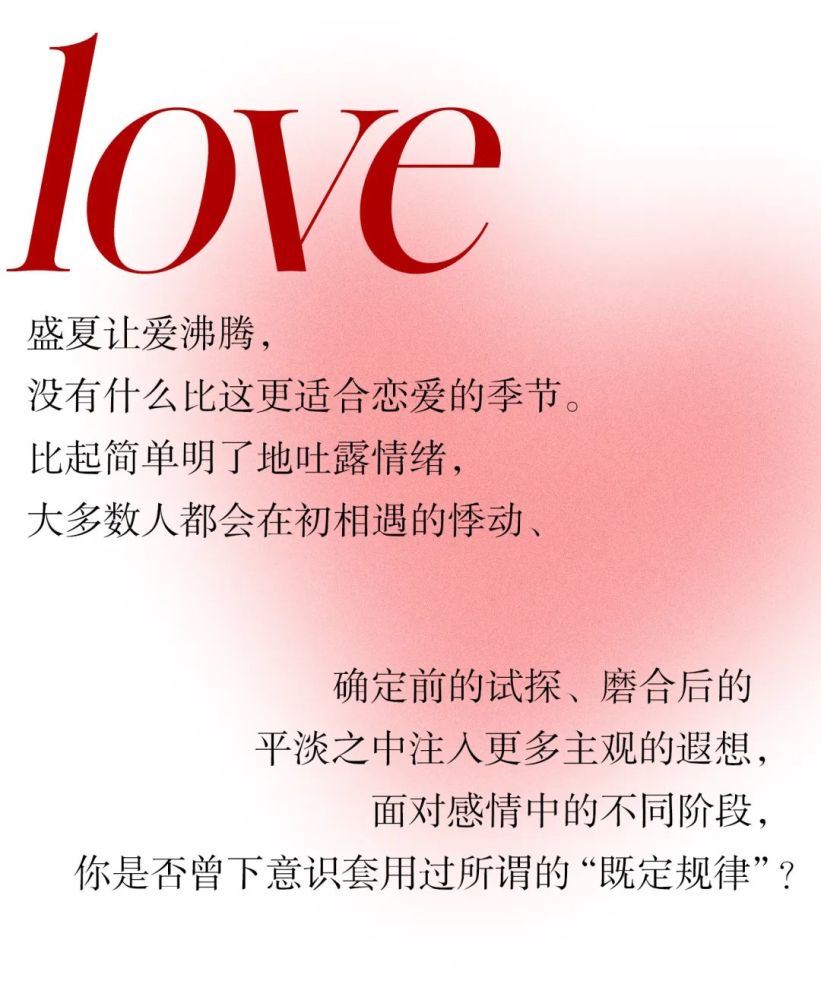 love
盛夏让爱沸腾，
没有什么比这更适合恋爱的季节。
比起简单明了地吐露情绪，
大多数人都会在初相遇的悸动、
确定前的试探、磨合后的
平淡之中注入更多主观的遐想，
面对感情中的不同阶段，
你是否曾下意识套用过所谓的“既定规律”？